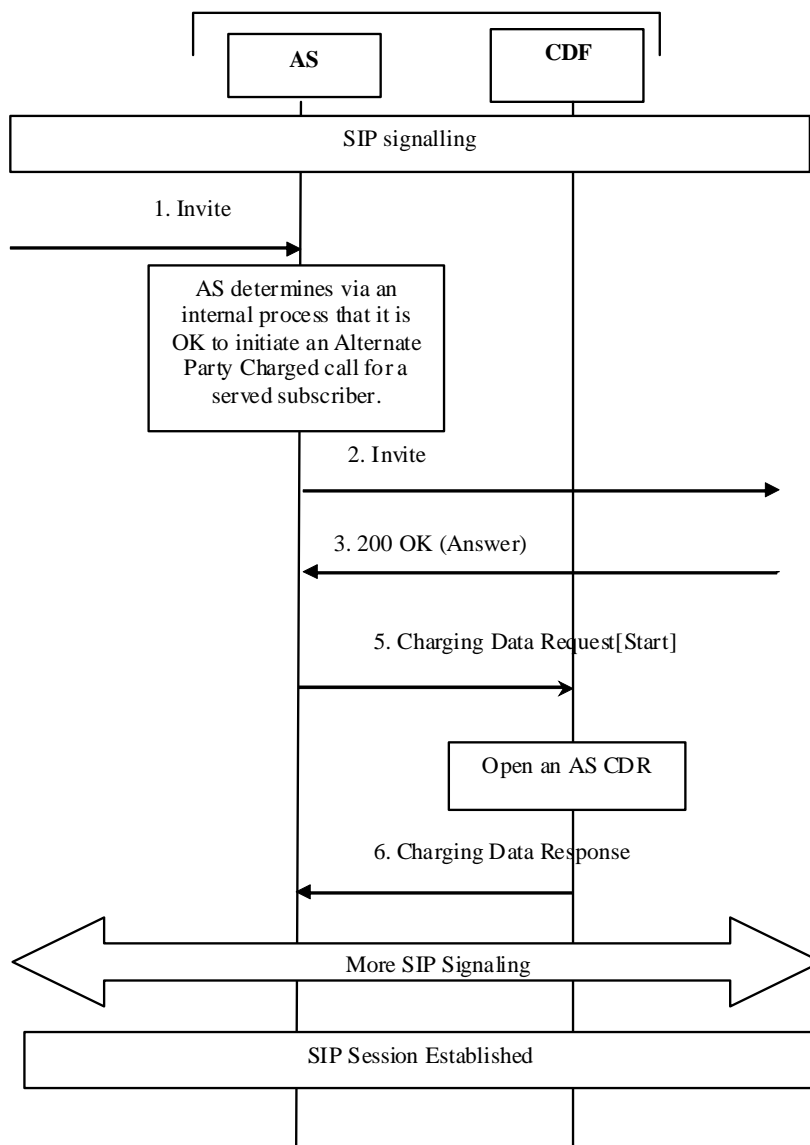 AS
CDF
SIP signalling
1. Invite
AS determines via an
internal process that it is
OK to initiate an Alternate
Party Charged call for a
served subscriber.
2. Invite
3. 200 OK (Answer)
5. Charging Data Request[Start]
Open an AS CDR
6. Charging Data Response
More SIP Signaling
SIP Session Established